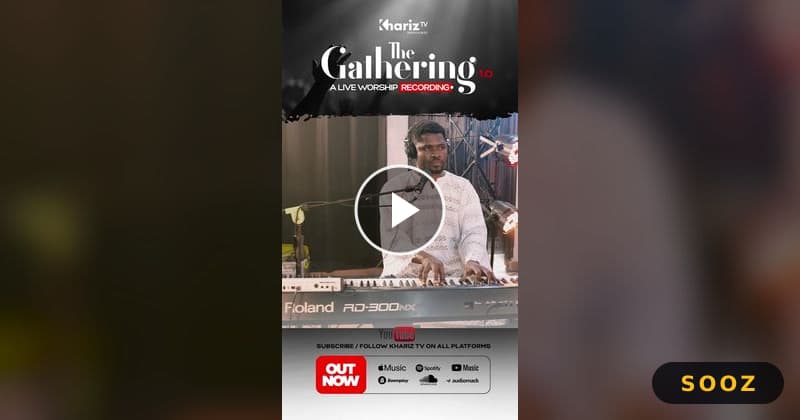 Khariz TV
The
Gathering 1.0
A LIVE WORSHIP RECORDING
Roland RD-300NX
YouTube
SUBSCRIBE / FOLLOW KHARIZ TV ON ALL PLATFORMS
OUT NOW
Music Spotify Music
Boomplay SOUNDCLOUD audiomack
SOOZ